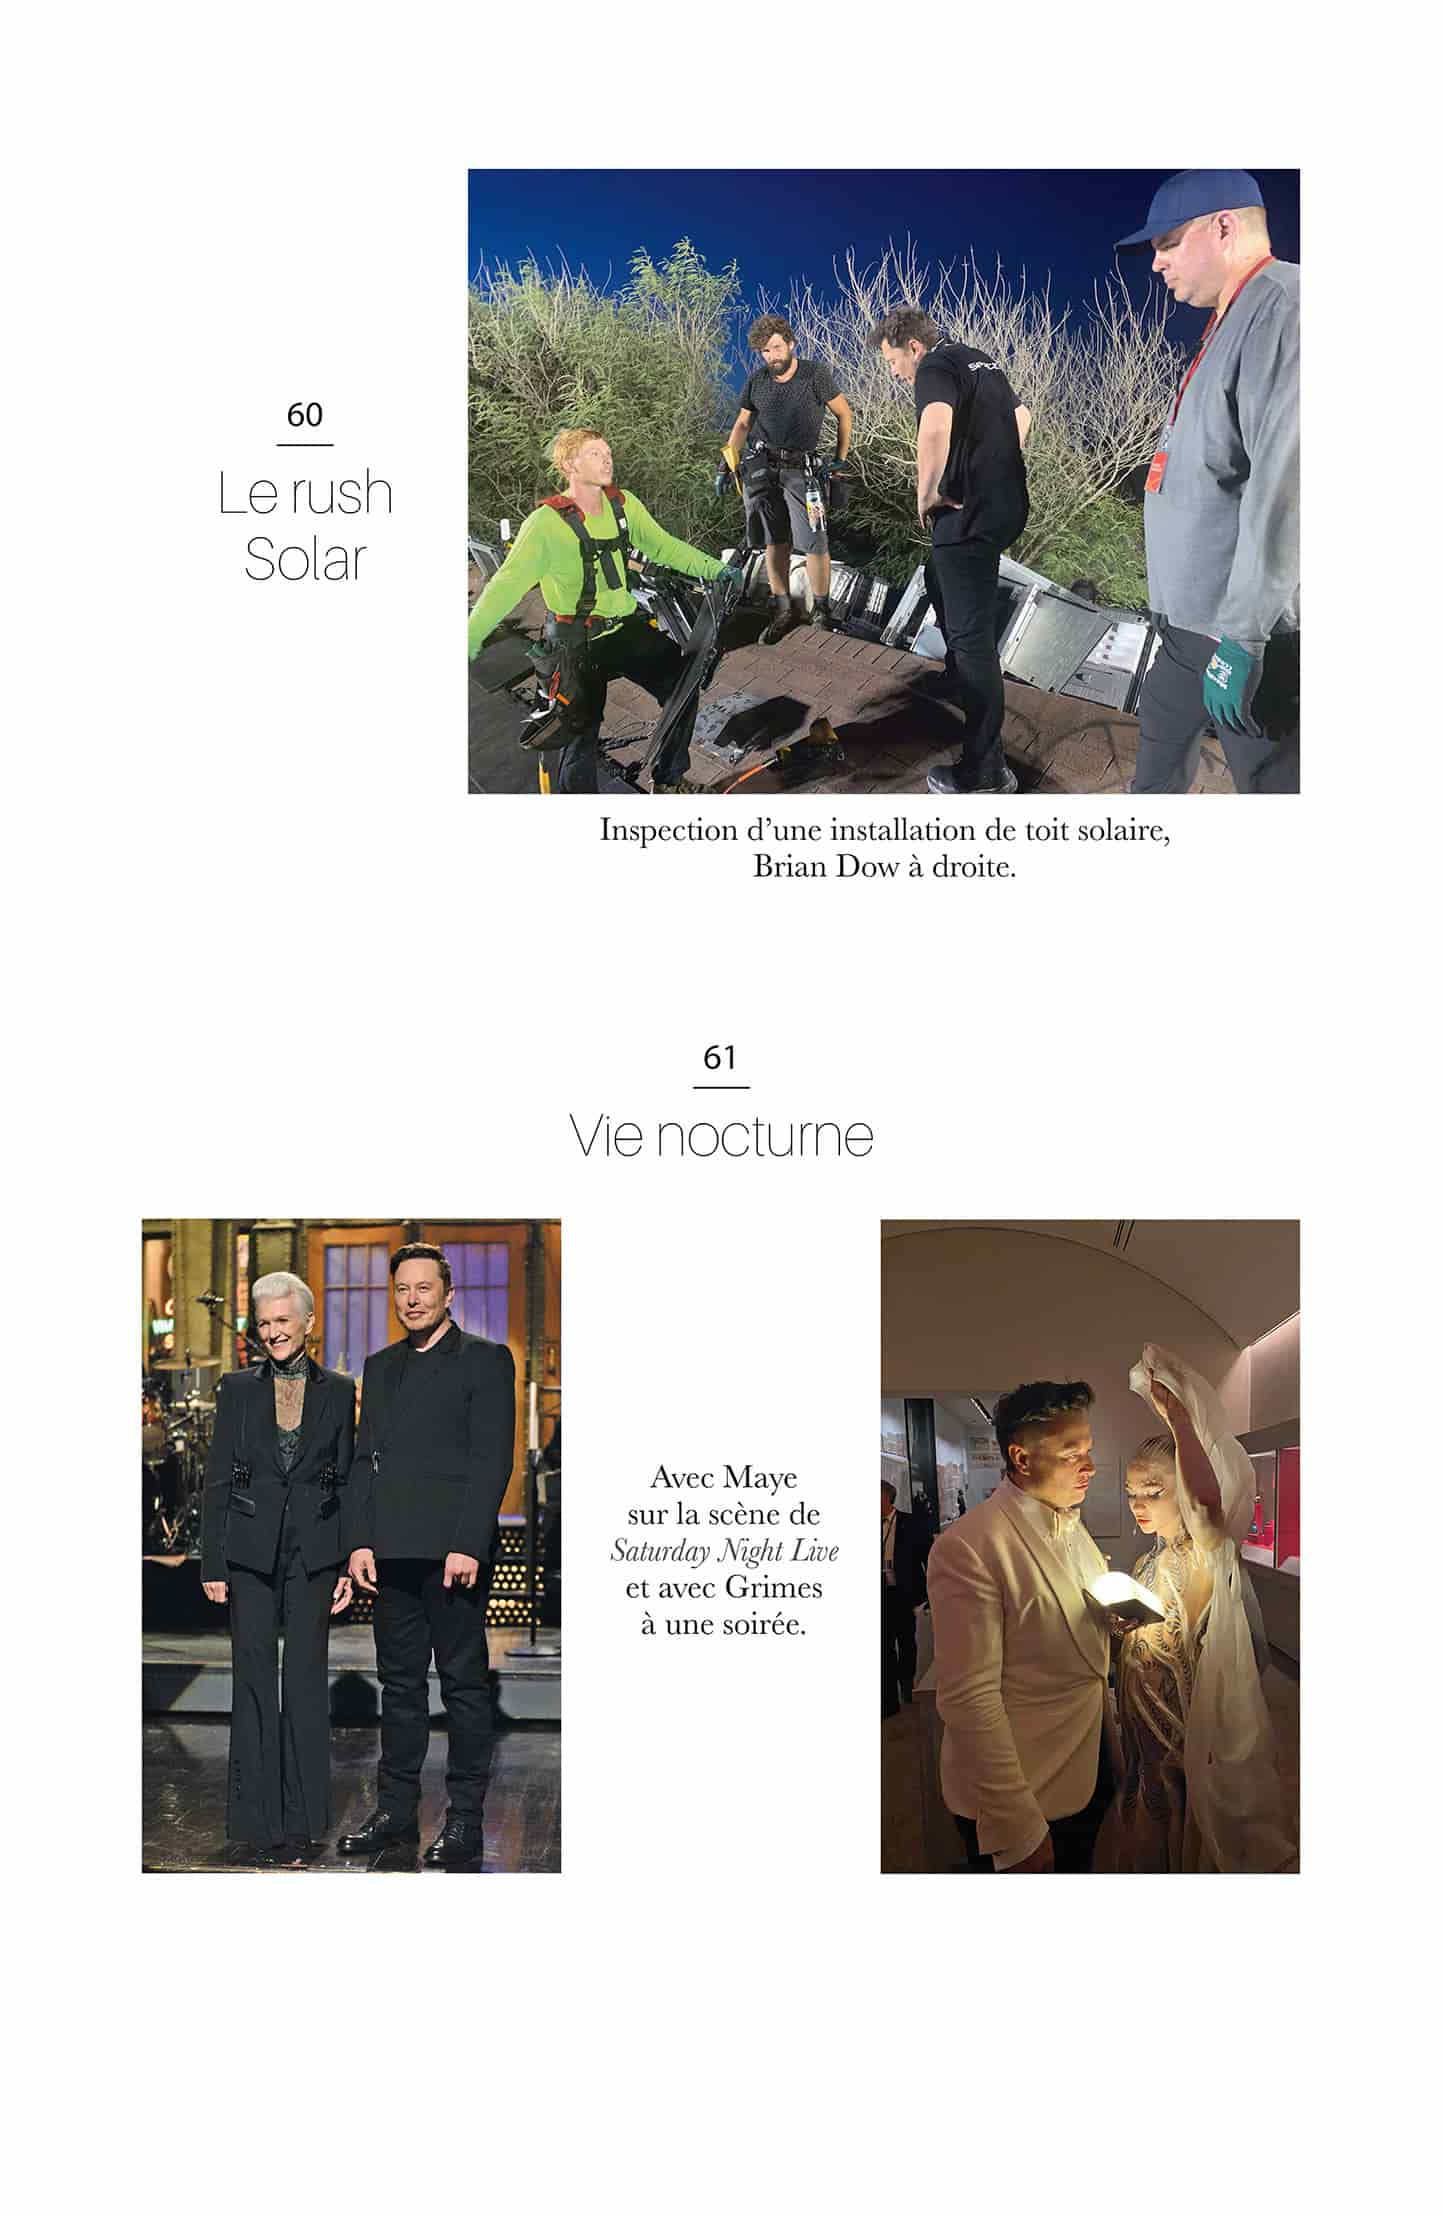 60
Le rush
Solar
Inspection d’une installation de toit solaire,
Brian Dow à droite.
61
Vie nocturne
Avec Maye
sur la scène de
Saturday Night Live
et avec Grimes
à une soirée.